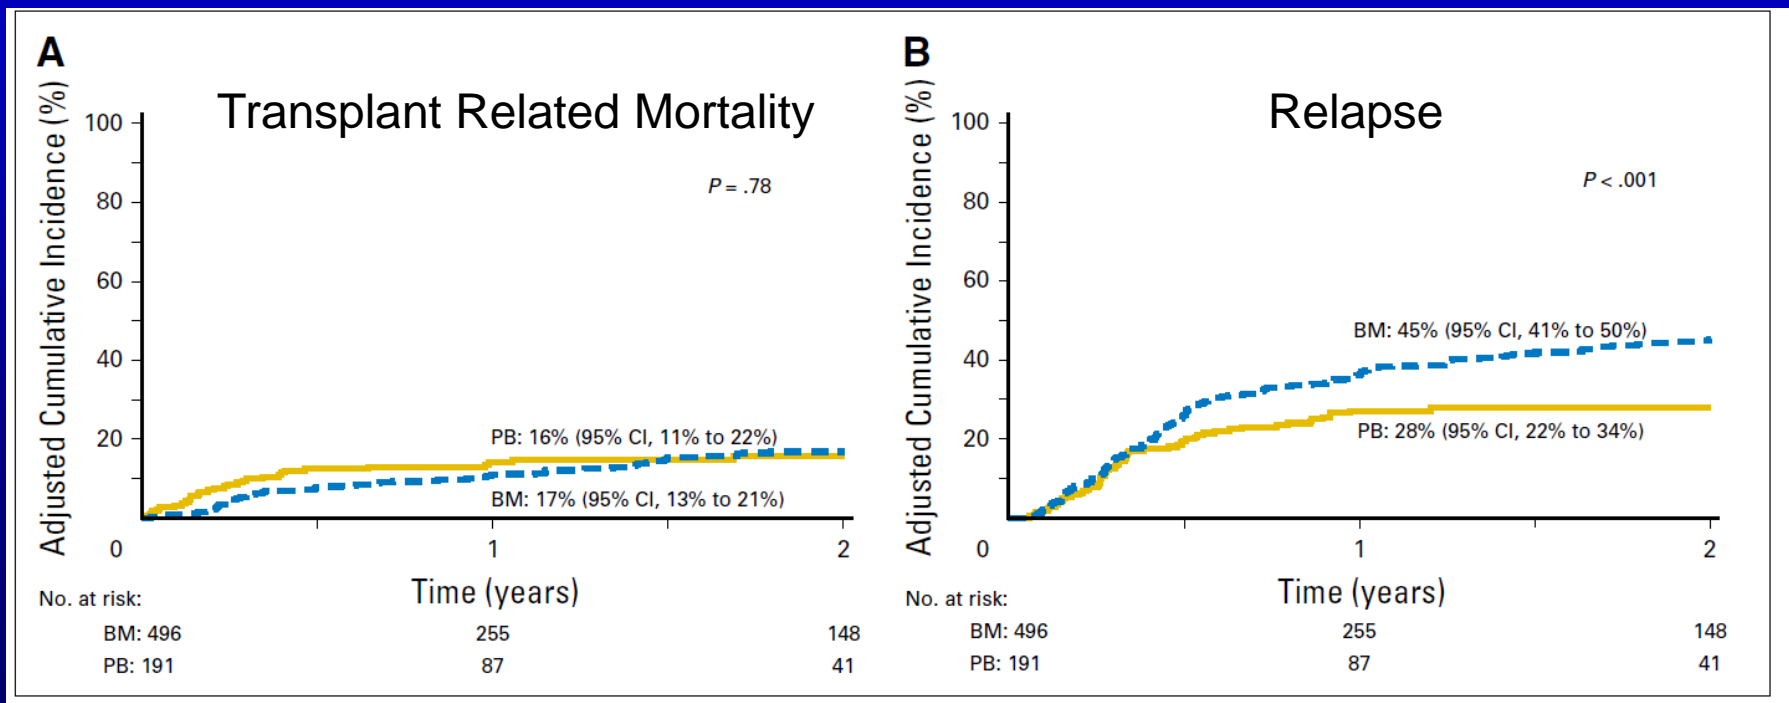 A
Transplant Related Mortality
Adjusted Cumulative Incidence (%)
100
80
60
40
20
0
P = .78
PB: 16% (95% CI, 11% to 22%)
BM: 17% (95% CI, 13% to 21%)
1
2
Time (years)
No. at risk:
BM: 496 255 148
PB: 191 87 41
B
Relapse
Adjusted Cumulative Incidence (%)
100
80
60
40
20
0
P < .001
BM: 45% (95% CI, 41% to 50%)
PB: 28% (95% CI, 22% to 34%)
1
2
Time (years)
No. at risk:
BM: 496 255 148
PB: 191 87 41